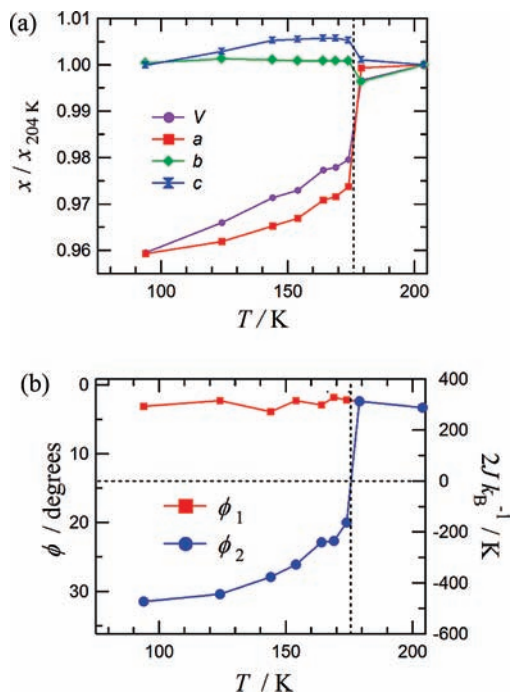 (a)
1.01
1.00
0.99
0.98
0.97
0.96
x / x204 K
V
a
b
c
100
150
200
T / K
(b)
0
10
20
30
ϕ / degrees
400
200
0
-200
-400
-600
2J kB-1 / K
ϕ1
ϕ2
100
150
200
T / K